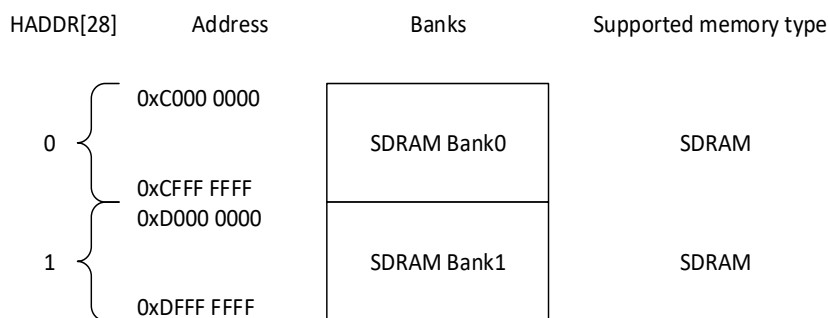 HADDR[28] Address Banks Supported memory type
0xC000 0000
0 SDRAM Bank0 SDRAM
0xCFFF FFFF
0xD000 0000
1 SDRAM Bank1 SDRAM
0xDFFF FFFF